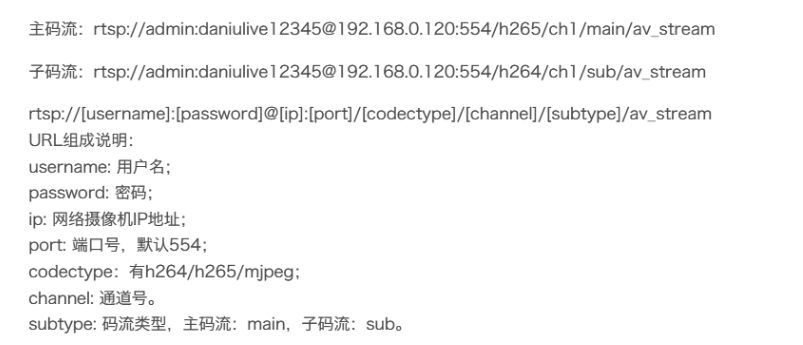 主码流：rtsp://admin:daniulive12345@192.168.0.120:554/h265/ch1/main/av_stream
子码流：rtsp://admin:daniulive12345@192.168.0.120:554/h264/ch1/sub/av_stream
rtsp://[username]:[password]@[ip]:[port]/[codectype]/[channel]/[subtype]/av_stream
URL组成说明：
username: 用户名；
password: 密码；
ip: 网络摄像机IP地址；
port: 端口号，默认554；
codectype：有h264/h265/mjpeg；
channel: 通道号。
subtype: 码流类型，主码流：main，子码流：sub。